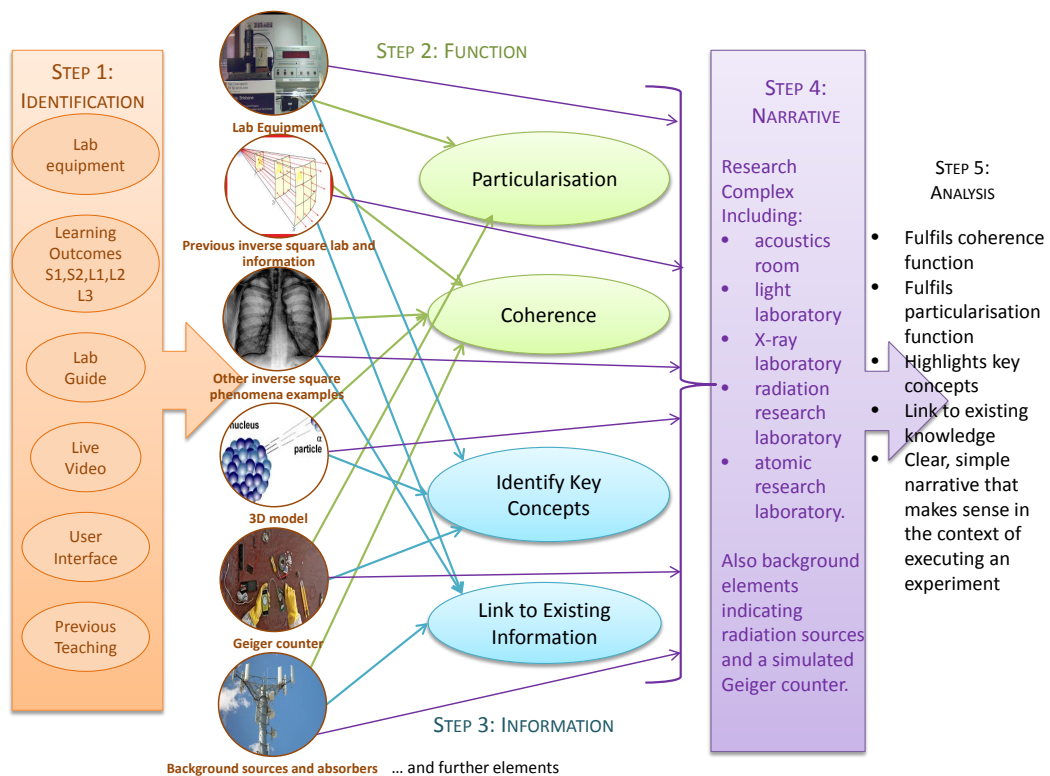 STEP 1:
IDENTIFICATION
Lab
equipment
Learning
Outcomes
S1,S2,L1,L2
L3
Lab
Guide
Live
Video
User
Interface
Previous
Teaching
Lab Equipment
Previous inverse square lab and
information
Other inverse square
phenomena examples
nucleus
α
particle
3D model
Geiger counter
Background sources and absorbers
... and further elements
STEP 2: FUNCTION
Particularisation
Coherence
Identify Key
Concepts
Link to Existing
Information
STEP 3: INFORMATION
STEP 4:
NARRATIVE
Research
Complex
Including:
• acoustics
room
• light
laboratory
• X-ray
laboratory
• radiation
research
laboratory
• atomic
research
laboratory.
Also background
elements
indicating
radiation sources
and a simulated
Geiger counter.
STEP 5:
ANALYSIS
• Fulfils coherence
function
• Fulfils
particularisation
function
• Highlights key
concepts
• Link to existing
knowledge
• Clear, simple
narrative that
makes sense in
the context of
executing an
experiment